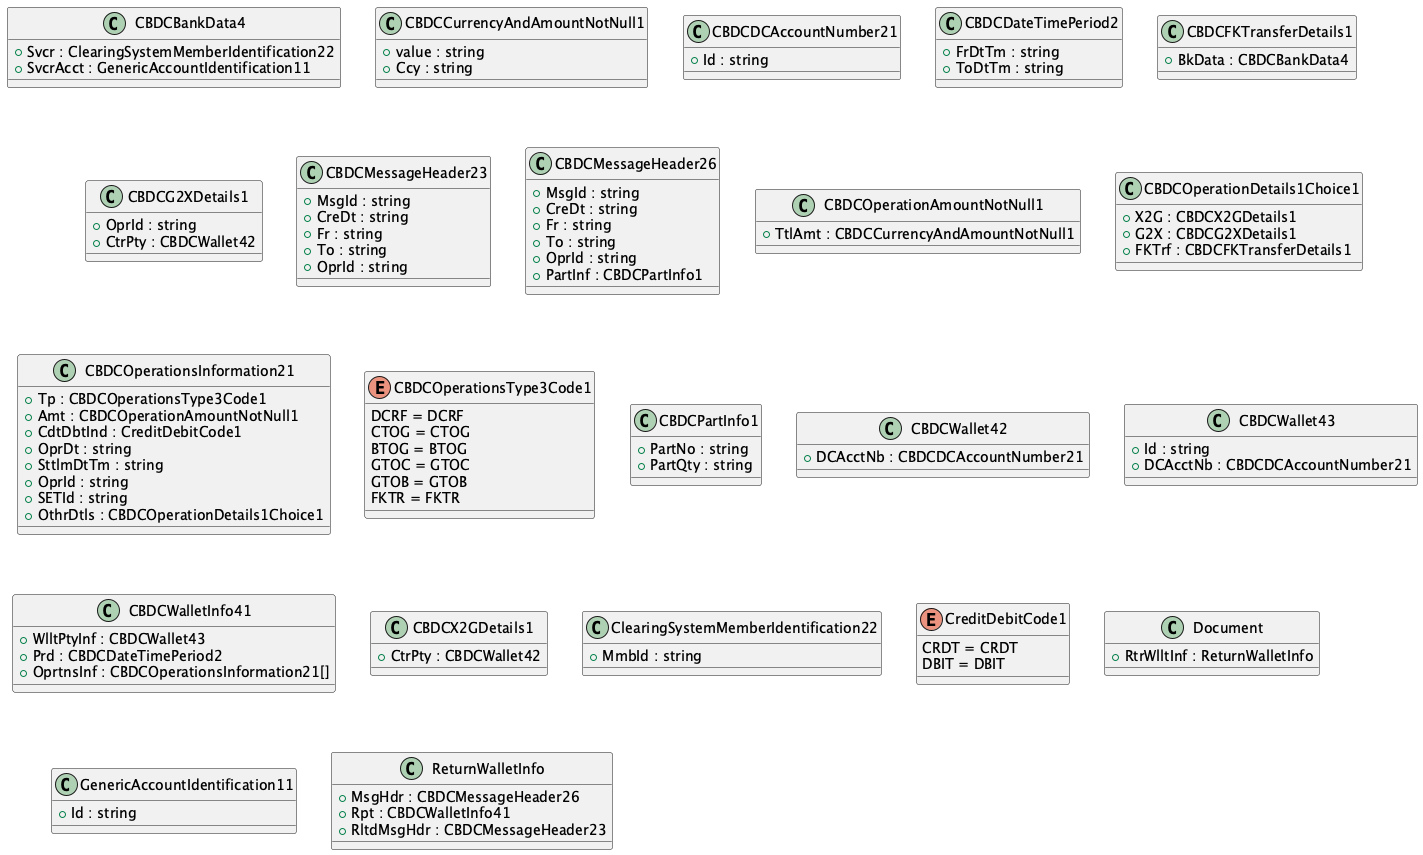 C CBDCBankData4
Svcr : ClearingSystemMemberIdentification22
SvcrAcct : GenericAccountIdentification11
C CBDCCurrencyAndAmountNotNull1
value : string
Ccy : string
C CBDCDCAccountNumber21
Id : string
C CBDCDateTimePeriod2
FrDtTm : string
ToDtTm : string
C CBDCFKTransferDetails1
BkData : CBDCBankData4
C CBDCG2XDetails1
OprId : string
CtrPty : CBDCWallet42
C CBDCMessageHeader23
MsgId : string
CreDt : string
Fr : string
To : string
OprId : string
C CBDCMessageHeader26
MsgId : string
CreDt : string
Fr : string
To : string
OprId : string
PartInf : CBDCPartInfo1
C CBDCOperationAmountNotNull1
TtlAmt : CBDCCurrencyAndAmountNotNull1
C CBDCOperationDetails1Choice1
X2G : CBDCX2GDetails1
G2X : CBDCG2XDetails1
FKTrf : CBDCFKTransferDetails1
C CBDCOperationsInformation21
Tp : CBDCOperationsType3Code1
Amt : CBDCOperationAmountNotNull1
CdtDbtInd : CreditDebitCode1
OprDt : string
SttlmDtTm : string
OprId : string
SETId : string
OthrDtls : CBDCOperationDetails1Choice1
E CBDCOperationsType3Code1
DCRF = DCRF
CTOG = CTOG
BTOG = BTOG
GTOC = GTOC
GTOB = GTOB
FKTR = FKTR
C CBDCPartInfo1
PartNo : string
PartQty : string
C CBDCWallet42
DCAcctNb : CBDCDCAccountNumber21
C CBDCWallet43
Id : string
DCAcctNb : CBDCDCAccountNumber21
C CBDCWalletInfo41
WlltPtyInf : CBDCWallet43
Prd : CBDCDateTimePeriod2
OprtnsInf : CBDCOperationsInformation21[]
C CBDCX2GDetails1
CtrPty : CBDCWallet42
C ClearingSystemMemberIdentification22
MmbId : string
E CreditDebitCode1
CRDT = CRDT
DBIT = DBIT
C Document
RtrWlltInf : ReturnWalletInfo
C GenericAccountIdentification11
Id : string
C ReturnWalletInfo
MsgHdr : CBDCMessageHeader26
Rpt : CBDCWalletInfo41
RltdMsgHdr : CBDCMessageHeader23